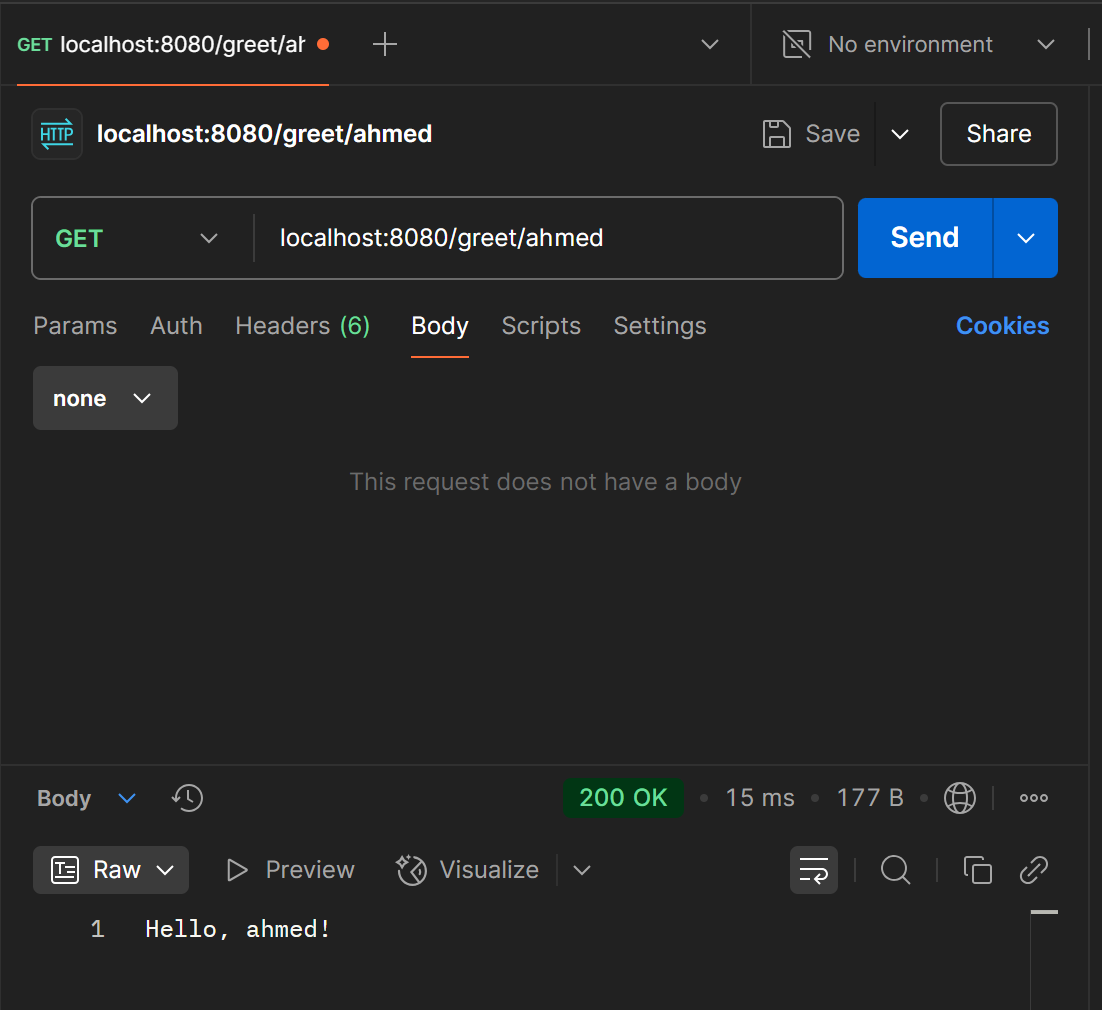 GET localhost:8080/greet/ar No environment
HTTP localhost:8080/greet/ahmed Save Share
GET localhost:8080/greet/ahmed Send
Params Auth Headers (6) Body Scripts Settings Cookies
none
This request does not have a body
Body 200 OK • 15 ms • 177 B
Raw Preview Visualize
1 Hello, ahmed!